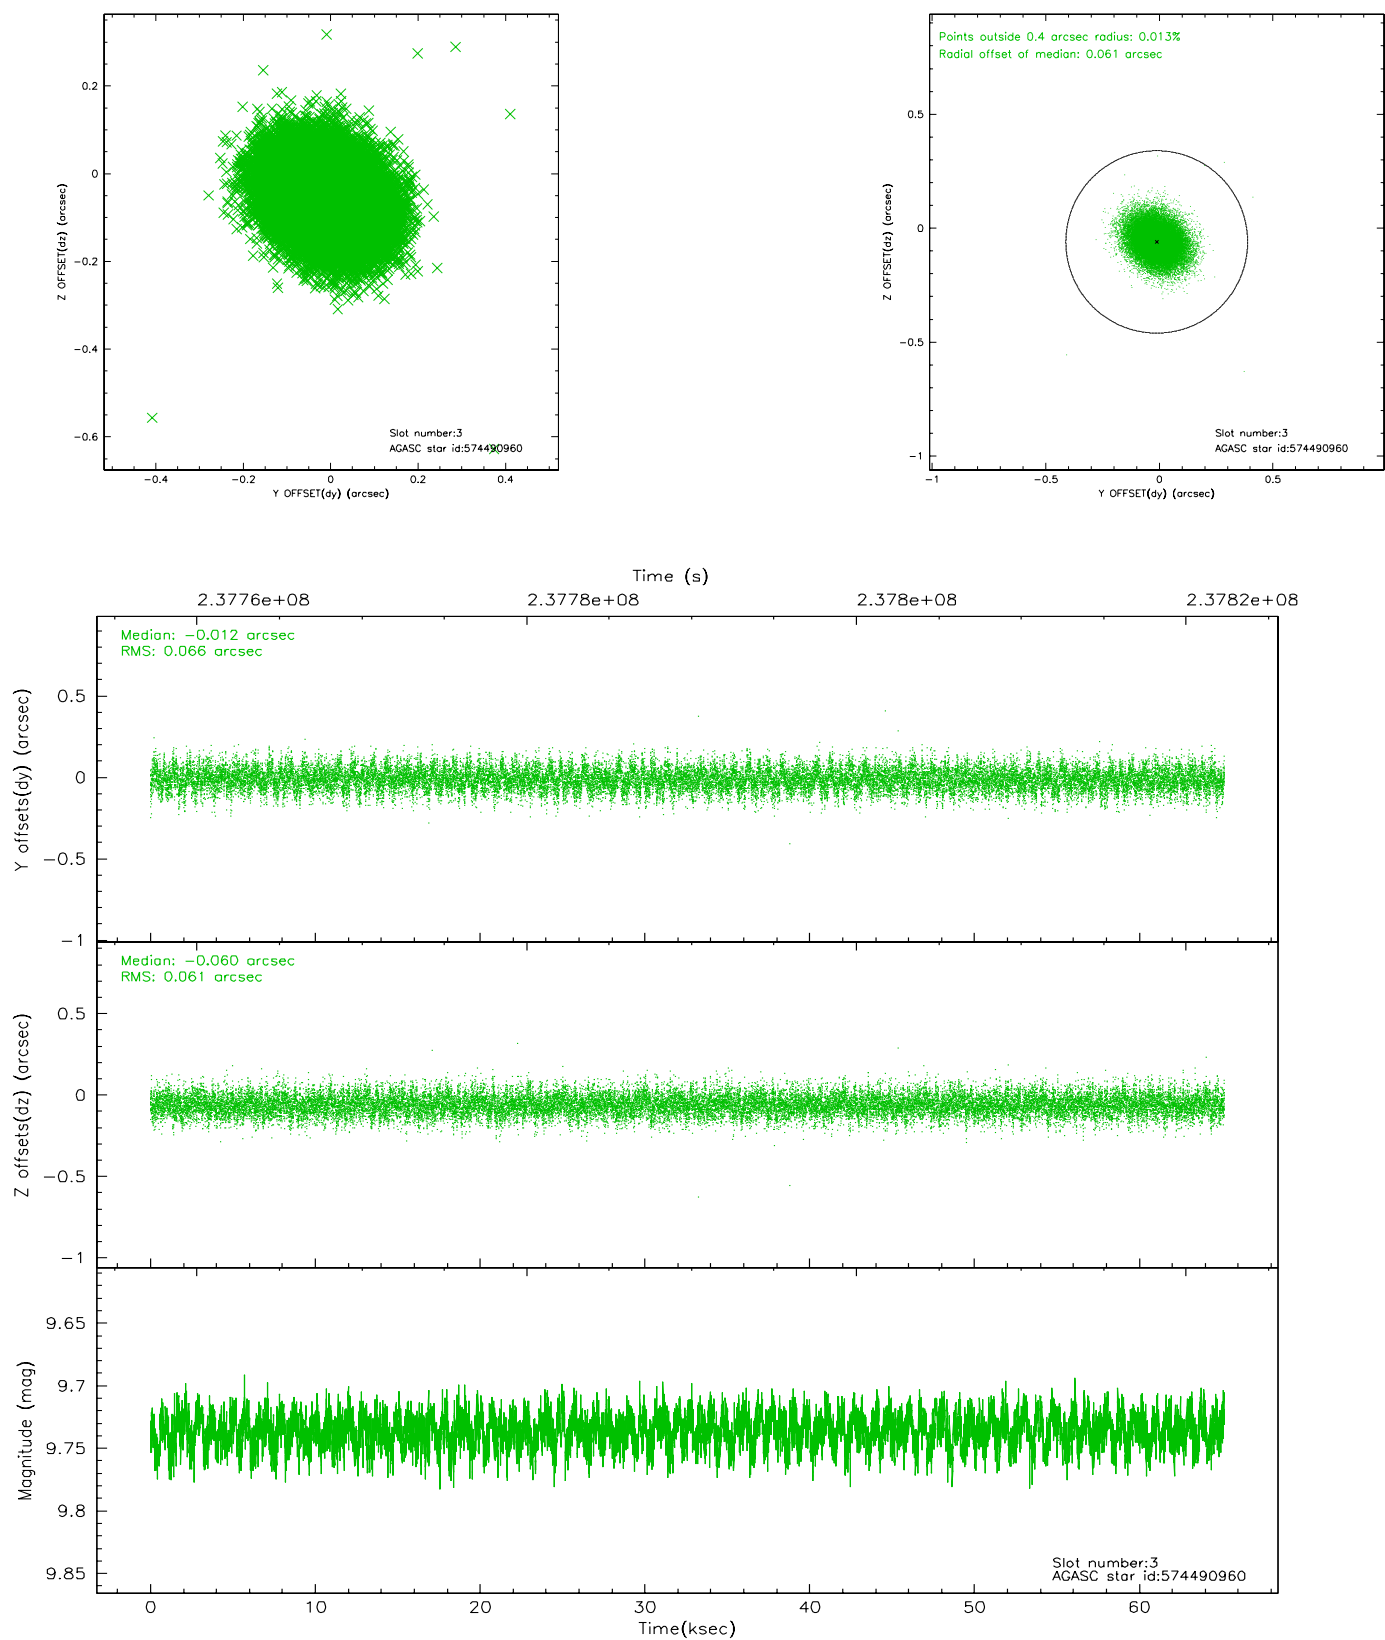 0.2
0
-0.2
-0.4
-0.6
Z OFFSET(dz) (arcsec)
Slot number:3
AGASC star id:574490960
-0.4 -0.2 0 0.2 0.4
Y OFFSET(dy) (arcsec)
Points outside 0.4 arcsec radius: 0.013%
Radial offset of median: 0.061 arcsec
0.5
0
-0.5
-1
Z OFFSET(dz) (arcsec)
Slot number:3
AGASC star id:574490960
-1 -0.5 0 0.5
Y OFFSET(dy) (arcsec)
Time (s)
2.3776e+08 2.3778e+08 2.378e+08 2.3782e+08
Median: -0.012 arcsec
RMS: 0.066 arcsec
0.5
0
-0.5
-1
Y offsets(dy) (arcsec)
Median: -0.060 arcsec
RMS: 0.061 arcsec
0.5
0
-0.5
-1
Z offsets(dz) (arcsec)
9.65
9.7
9.75
9.8
9.85
Magnitude (mag)
Slot number:3
AGASC star id:574490960
0 10 20 30 40 50 60
Time(ksec)